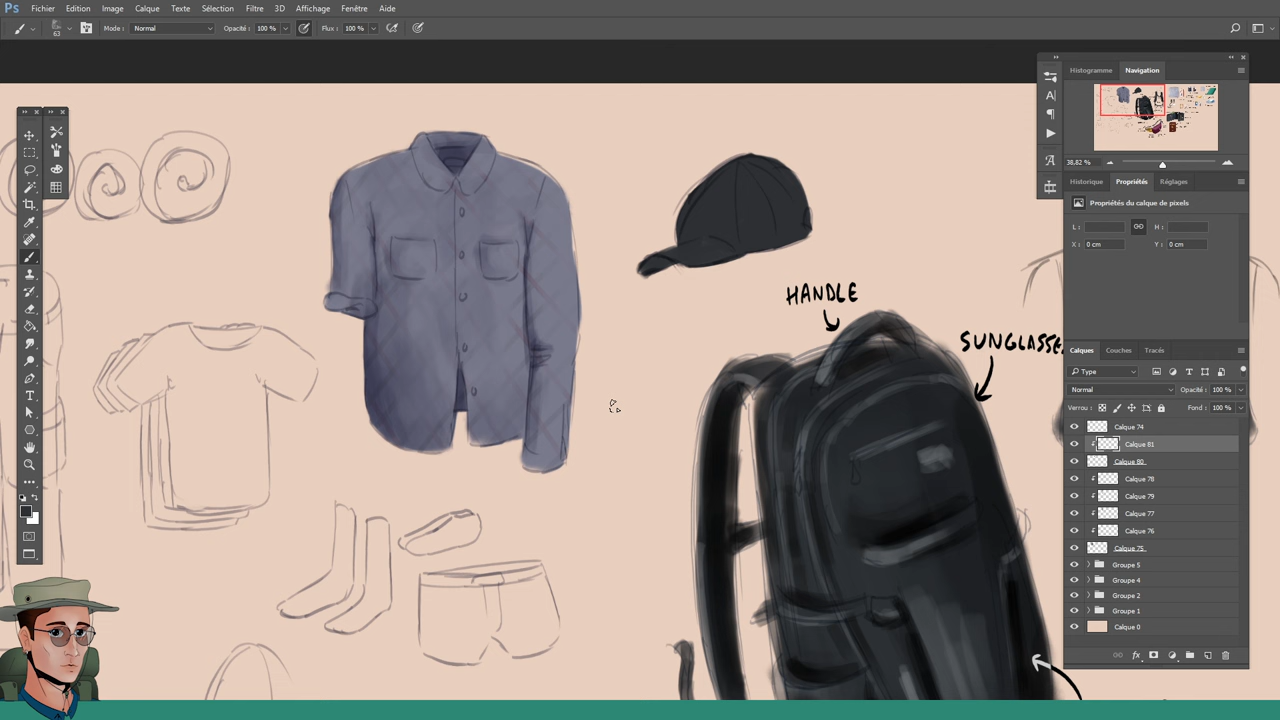 Ps Fichier Edition Image Calque Texte Sélection Filtre 3D Affichage Fenêtre Aide
63 Mode : Normal Opacité : 100 % Flux : 100 %
Histogramme Navigation
38,82 %
Historique Propriétés Réglages
Propriétés du calque de pixels
L : H :
X : 0 cm Y : 0 cm
HANDLE
SUNGLASSE
Calques Couches Tracés
Type
Normal Opacité : 100 %
Verrou : Fond : 100 %
Calque 74
Calque 81
Calque 80
Calque 78
Calque 79
Calque 77
Calque 76
Calque 75
Groupe 5
Groupe 4
Groupe 2
Groupe 1
Calque 0